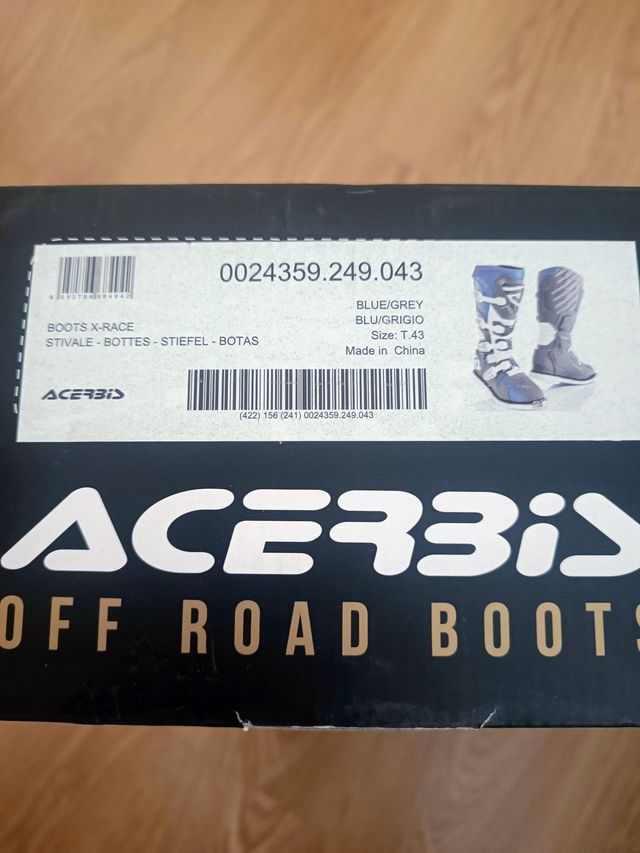 0024359.249.043
BLUE/GREY
BLU/GRIGIO
Size: T.43
Made in China
BOOTS X-RACE
STIVALE - BOTTES - STIEFEL - BOTAS
ACERBIS
(422) 156 (241) 0024359.249.043
ACERBIS
OFF ROAD BOOTS